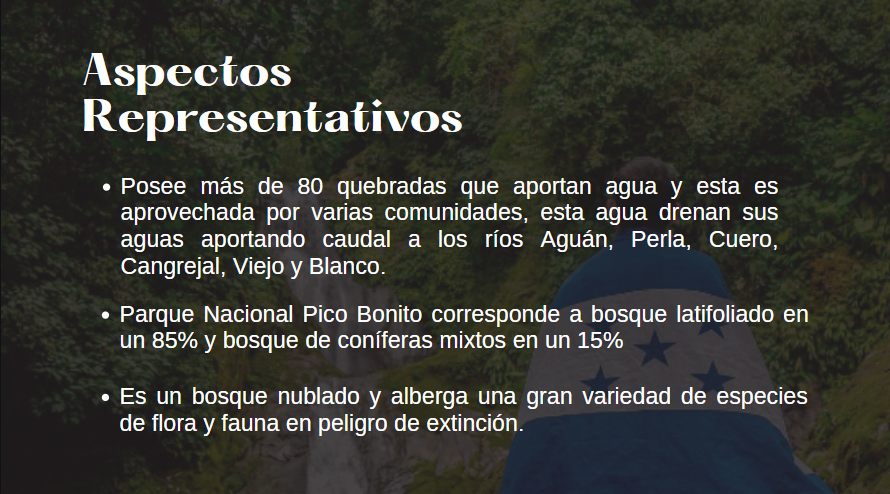 Aspectos
Representativos
• Posee más de 80 quebradas que aportan agua y esta es
aprovechada por varias comunidades, esta agua drenan sus
aguas aportando caudal a los ríos Aguán, Perla, Cuero,
Cangrejal, Viejo y Blanco.
• Parque Nacional Pico Bonito corresponde a bosque latifoliado en
un 85% y bosque de coníferas mixtos en un 15%
• Es un bosque nublado y alberga una gran variedad de especies
de flora y fauna en peligro de extinción.